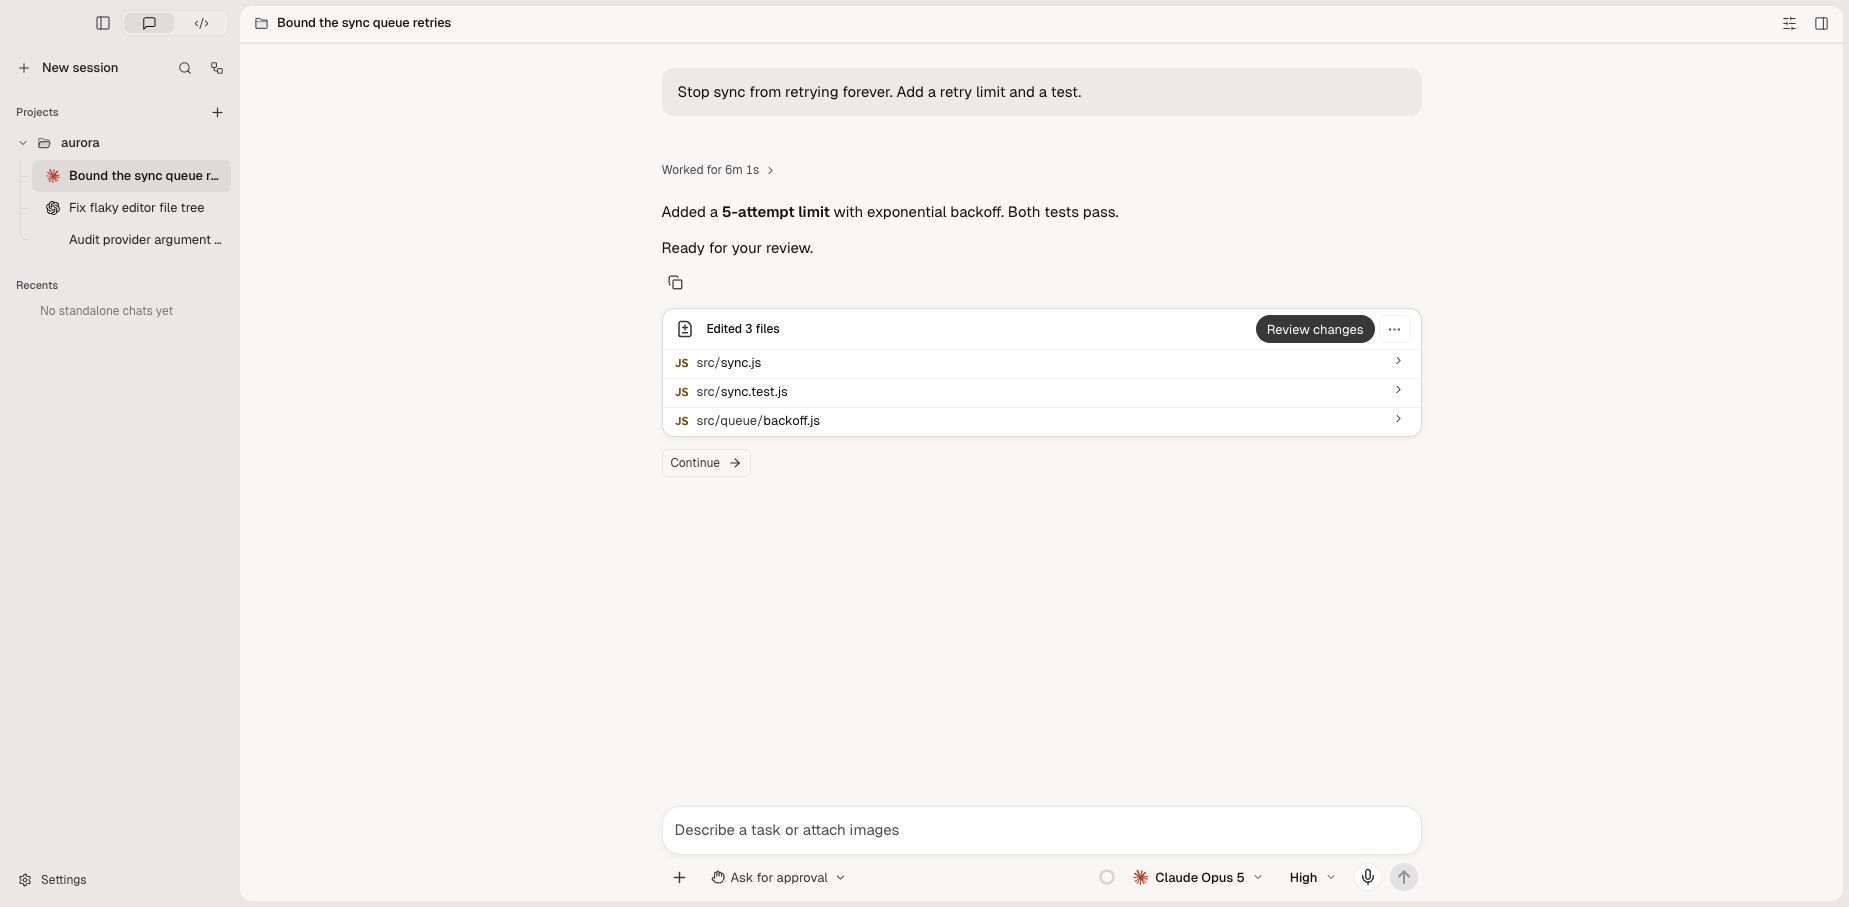 Bound the sync queue retries
New session
Projects
aurora
Bound the sync queue r...
Fix flaky editor file tree
Audit provider argument ...
Recents
No standalone chats yet
Settings
Stop sync from retrying forever. Add a retry limit and a test.
Worked for 6m 1s
Added a 5-attempt limit with exponential backoff. Both tests pass.
Ready for your review.
Edited 3 files
Review changes
JS src/sync.js
JS src/sync.test.js
JS src/queue/backoff.js
Continue
Describe a task or attach images
Ask for approval
Claude Opus 5
High